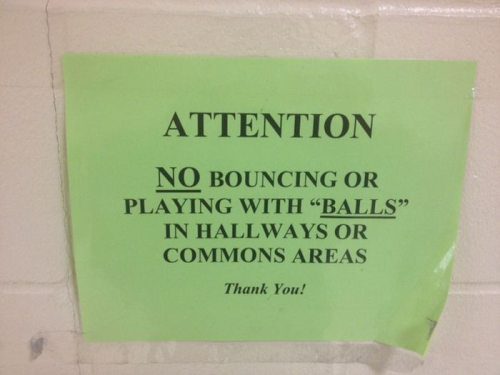 ATTENTION
NO BOUNCING OR
PLAYING WITH “BALLS”
IN HALLWAYS OR
COMMONS AREAS
Thank You!